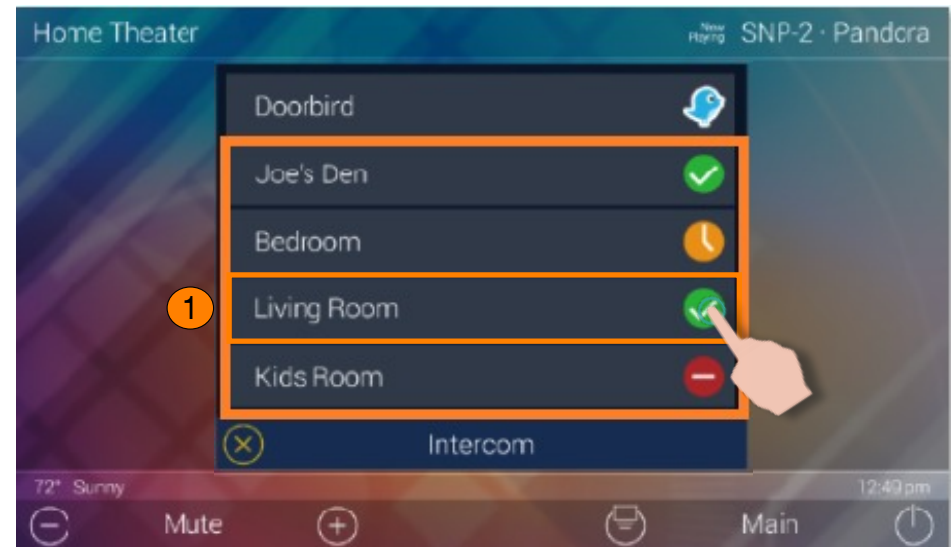 Home Theater
Now Playing SNP-2 · Pandora
Doorbird
Joe's Den
Bedroom
1
Living Room
Kids Room
Intercom
72° Sunny
12:49 pm
Mute
Main